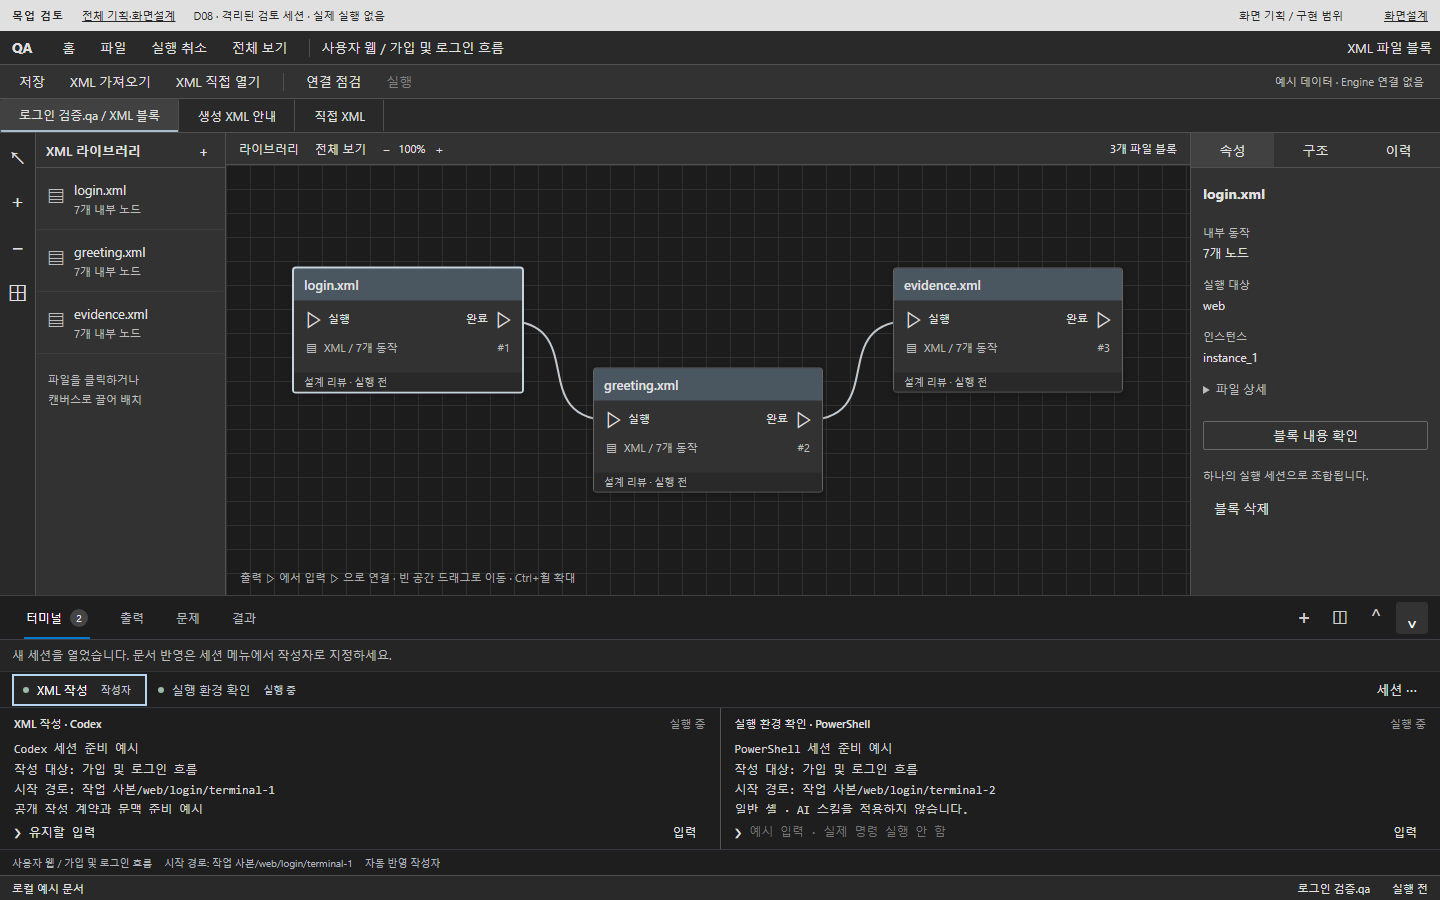 목업 검토 전체 기획·화면설계 D08 · 격리된 검토 세션 · 실제 실행 없음 화면 기획 / 구현 범위 화면설계
QA 홈 파일 실행 취소 전체 보기 사용자 웹 / 가입 및 로그인 흐름 XML 파일 블록
저장 XML 가져오기 XML 직접 열기 연결 점검 실행 예시 데이터 · Engine 연결 없음
로그인 검증.qa / XML 블록 생성 XML 안내 직접 XML
XML 라이브러리 +
login.xml
7개 내부 노드
greeting.xml
7개 내부 노드
evidence.xml
7개 내부 노드
파일을 클릭하거나
캔버스로 끌어 배치
라이브러리 전체 보기 − 100% + 3개 파일 블록
login.xml
실행 완료
XML / 7개 동작 #1
설계 리뷰 · 실행 전
greeting.xml
실행 완료
XML / 7개 동작 #2
설계 리뷰 · 실행 전
evidence.xml
실행 완료
XML / 7개 동작 #3
설계 리뷰 · 실행 전
출력 ▷ 에서 입력 ▷ 으로 연결 · 빈 공간 드래그로 이동 · Ctrl+휠 확대
속성 구조 이력
login.xml
내부 동작
7개 노드
실행 대상
web
인스턴스
instance_1
▶ 파일 상세
블록 내용 확인
하나의 실행 세션으로 조합됩니다.
블록 삭제
터미널 2 출력 문제 결과
새 세션을 열었습니다. 문서 반영은 세션 메뉴에서 작성자로 지정하세요.
XML 작성 작성자 실행 환경 확인 실행 중 세션 ···
XML 작성 · Codex 실행 중
Codex 세션 준비 예시
작성 대상: 가입 및 로그인 흐름
시작 경로: 작업 사본/web/login/terminal-1
공개 작성 계약과 문맥 준비 예시
❯ 유지할 입력 입력
실행 환경 확인 · PowerShell 실행 중
PowerShell 세션 준비 예시
작성 대상: 가입 및 로그인 흐름
시작 경로: 작업 사본/web/login/terminal-2
일반 셸 · AI 스킬을 적용하지 않습니다.
❯ 예시 입력 · 실제 명령 실행 안 함 입력
사용자 웹 / 가입 및 로그인 흐름 시작 경로: 작업 사본/web/login/terminal-1 자동 반영 작성자
로컬 예시 문서 로그인 검증.qa 실행 전